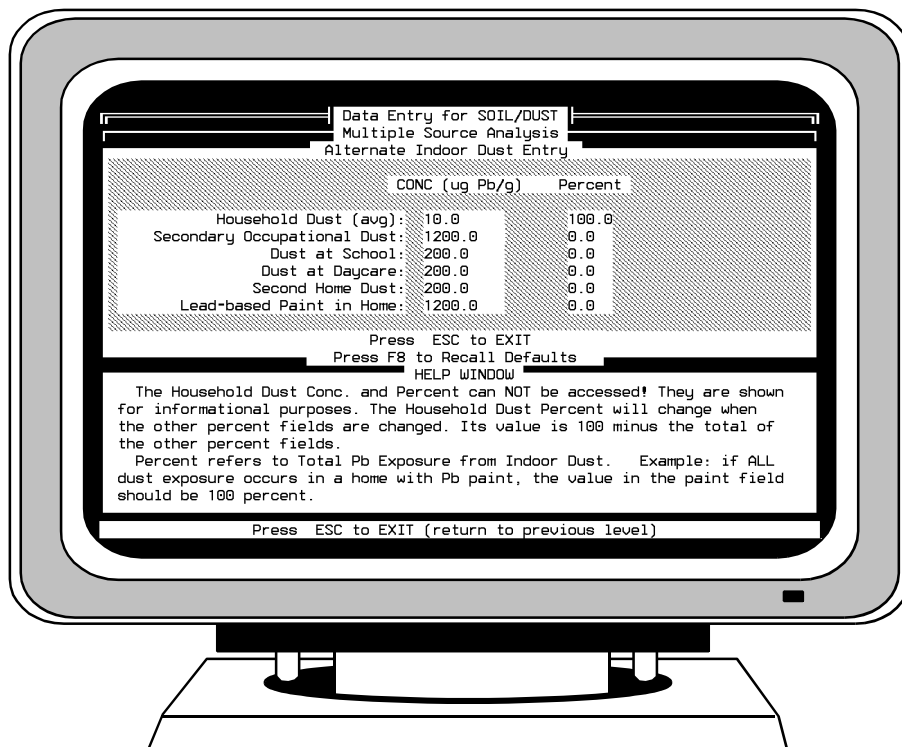 Data Entry for SOIL/DUST
Multiple Source Analysis
Alternate Indoor Dust Entry
CONC (ug Pb/g) Percent
Household Dust (avg): 10.0 100.0
Secondary Occupational Dust: 1200.0 0.0
Dust at School: 200.0 0.0
Dust at Daycare: 200.0 0.0
Second Home Dust: 200.0 0.0
Lead-based Paint in Home: 1200.0 0.0
Press ESC to EXIT
Press F8 to Recall Defaults
HELP WINDOW
The Household Dust Conc. and Percent can NOT be accessed! They are shown
for informational purposes. The Household Dust Percent will change when
the other percent fields are changed. Its value is 100 minus the total of
the other percent fields.
Percent refers to Total Pb Exposure from Indoor Dust. Example: if ALL
dust exposure occurs in a home with Pb paint, the value in the paint field
should be 100 percent.
Press ESC to EXIT (return to previous level)